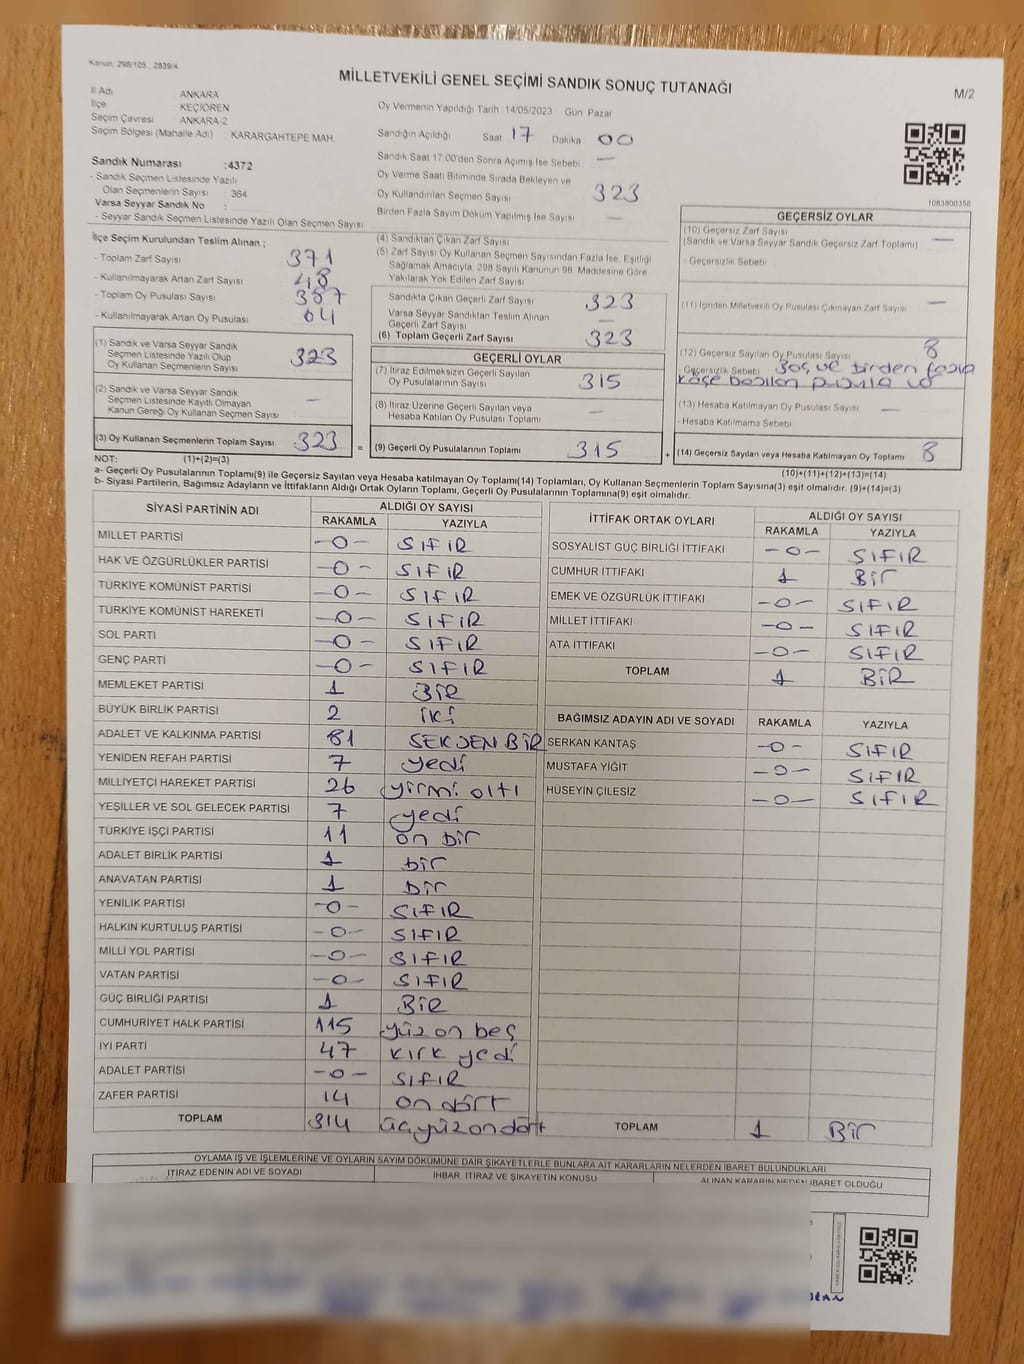 Kanun. 298/105 , 2839/4
MİLLETVEKİLİ GENEL SEÇİMİ SANDIK SONUÇ TUTANAĞI
M/2
İl Adı ANKARA
İlçe KEÇİÖREN
Seçim Çevresi ANKARA-2
Seçim Bölgesi (Mahalle Adı) : KARARGAHTEPE MAH.
Sandık Numarası :4372
- Sandık Seçmen Listesinde Yazılı
Olan Seçmenlerin Sayısı : 364
Varsa Seyyar Sandık No :
- Seyyar Sandık Seçmen Listesinde Yazılı Olan Seçmen Sayısı
Oy Vermenin Yapıldığı Tarih :14/05/2023 Gün: Pazar
Sandığın Açıldığı Saat 17 Dakika 00
Sandık Saat 17.00'den Sonra Açımış İse Sebebi : —
Oy Verme Saati Bitiminde Sırada Bekleyen ve
Oy Kullandırılan Seçmen Sayısı 323
Birden Fazla Sayım Döküm Yapılmış İse Sayısı —
1083800358
İlçe Seçim Kurulundan Teslim Alınan ;
- Toplam Zarf Sayısı 371
- Kullanılmayarak Artan Zarf Sayısı 48
- Toplam Oy Pusulası Sayısı 387
- Kullanılmayarak Artan Oy Pusulası 64
(1) Sandık ve Varsa Seyyar Sandık
Seçmen Listesinde Yazılı Olup
Oy Kullanan Seçmenlerin Sayısı 323
(2) Sandık ve Varsa Seyyar Sandık
Seçmen Listesinde Kayıtlı Olmayan
Kanun Gereği Oy Kullanan Seçmen Sayısı —
(3) Oy Kullanan Seçmenlerin Toplam Sayısı 323 =
(4) Sandıktan Çıkan Zarf Sayısı
(5) Zarf Sayısı Oy Kullanan Seçmen Sayısından Fazla İse, Eşitliği
Sağlamak Amacıyla, 298 Sayılı Kanunun 98. Maddesine Göre
Yakılarak Yok Edilen Zarf Sayısı
Sandıkta Çıkan Geçerli Zarf Sayısı 323
Varsa Seyyar Sandıktan Teslim Alınan
Geçerli Zarf Sayısı —
(6) Toplam Geçerli Zarf Sayısı 323
GEÇERLİ OYLAR
(7) İtiraz Edilmeksizin Geçerli Sayılan
Oy Pusulalarının Sayısı 315
(8) İtiraz Üzerine Geçerli Sayılan veya
Hesaba Katılan Oy Pusulası Toplamı —
(9) Geçerli Oy Pusulalarının Toplamı 315 +
GEÇERSİZ OYLAR
(10) Geçersiz Zarf Sayısı
(Sandık ve Varsa Seyyar Sandık Geçersiz Zarf Toplamı) —
- Geçersizlik Sebebi
(11) İçinden Milletvekili Oy Pusulası Çıkmayan Zarf Sayısı —
(12) Geçersiz Sayılan Oy Pusulası Sayısı 8
- Geçersizlik Sebebi Boş ve birden fazla
köşe basılan pusula
(13) Hesaba Katılmayan Oy Pusulası Sayısı —
- Hesaba Katılmama Sebebi
(14) Geçersiz Sayılan veya Hesaba Katılmayan Oy Toplamı 8
NOT: (1)+(2)=(3) (10)+(11)+(12)+(13)=(14)
a- Geçerli Oy Pusulalarının Toplamı(9) ile Geçersiz Sayılan veya Hesaba katılmayan Oy Toplamı(14) Toplamları, Oy Kullanan Seçmenlerin Toplam Sayısına(3) eşit olmalıdır. (9)+(14)=(3)
b- Siyasi Partilerin, Bağımsız Adayların ve İttifakların Aldığı Ortak Oyların Toplamı, Geçerli Oy Pusulalarının Toplamına(9) eşit olmalıdır.
SİYASİ PARTİNİN ADI ALDIĞI OY SAYISI
RAKAMLA YAZIYLA
MİLLET PARTİSİ -0- SIFIR
HAK VE ÖZGÜRLÜKLER PARTİSİ -0- SIFIR
TÜRKİYE KOMÜNİST PARTİSİ -0- SIFIR
TÜRKİYE KOMÜNİST HAREKETİ -0- SIFIR
SOL PARTİ -0- SIFIR
GENÇ PARTİ -0- SIFIR
MEMLEKET PARTİSİ 1 BİR
BÜYÜK BİRLİK PARTİSİ 2 iki
ADALET VE KALKINMA PARTİSİ 81 SEKSEN BİR
YENİDEN REFAH PARTİSİ 7 yedi
MİLLİYETÇİ HAREKET PARTİSİ 26 yirmi altı
YEŞİLLER VE SOL GELECEK PARTİSİ 7 yedi
TÜRKİYE İŞÇİ PARTİSİ 11 on bir
ADALET BİRLİK PARTİSİ 1 bir
ANAVATAN PARTİSİ 1 bir
YENİLİK PARTİSİ -0- SIFIR
HALKIN KURTULUŞ PARTİSİ -0- SIFIR
MİLLİ YOL PARTİSİ -0- SIFIR
VATAN PARTİSİ -0- SIFIR
GÜÇ BİRLİĞİ PARTİSİ 1 BİR
CUMHURİYET HALK PARTİSİ 115 yüz on beş
İYİ PARTİ 47 kırk yedi
ADALET PARTİSİ -0- SIFIR
ZAFER PARTİSİ 14 on dört
TOPLAM 314 üçyüzondört
İTTİFAK ORTAK OYLARI ALDIĞI OY SAYISI
RAKAMLA YAZIYLA
SOSYALİST GÜÇ BİRLİĞİ İTTİFAKI -0- SIFIR
CUMHUR İTTİFAKI 1 BİR
EMEK VE ÖZGÜRLÜK İTTİFAKI -0- SIFIR
MİLLET İTTİFAKI -0- SIFIR
ATA İTTİFAKI -0- SIFIR
TOPLAM 1 BİR
BAĞIMSIZ ADAYIN ADI VE SOYADI RAKAMLA YAZIYLA
SERKAN KANTAŞ -0- SIFIR
MUSTAFA YİĞİT -0- SIFIR
HÜSEYİN ÇİLESİZ -0- SIFIR
TOPLAM 1 BİR
OYLAMA İŞ VE İŞLEMLERİNE VE OYLARIN SAYIM DÖKÜMÜNE DAİR ŞİKAYETLERLE BUNLARA AİT KARARLARIN NELERDEN İBARET BULUNDUKLARI
İTİRAZ EDENİN ADI VE SOYADI İHBAR, İTİRAZ VE ŞİKAYETİN KONUSU ALINAN KARARIN NEDEN İBARET OLDUĞU